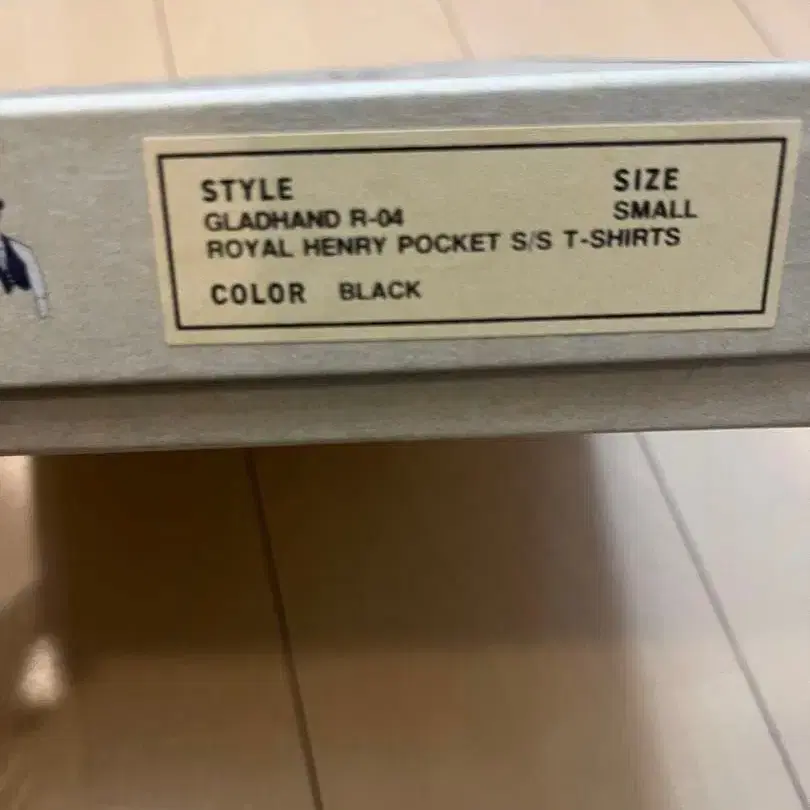 STYLE SIZE
GLADHAND R-04 SMALL
ROYAL HENRY POCKET S/S T-SHIRTS
COLOR BLACK